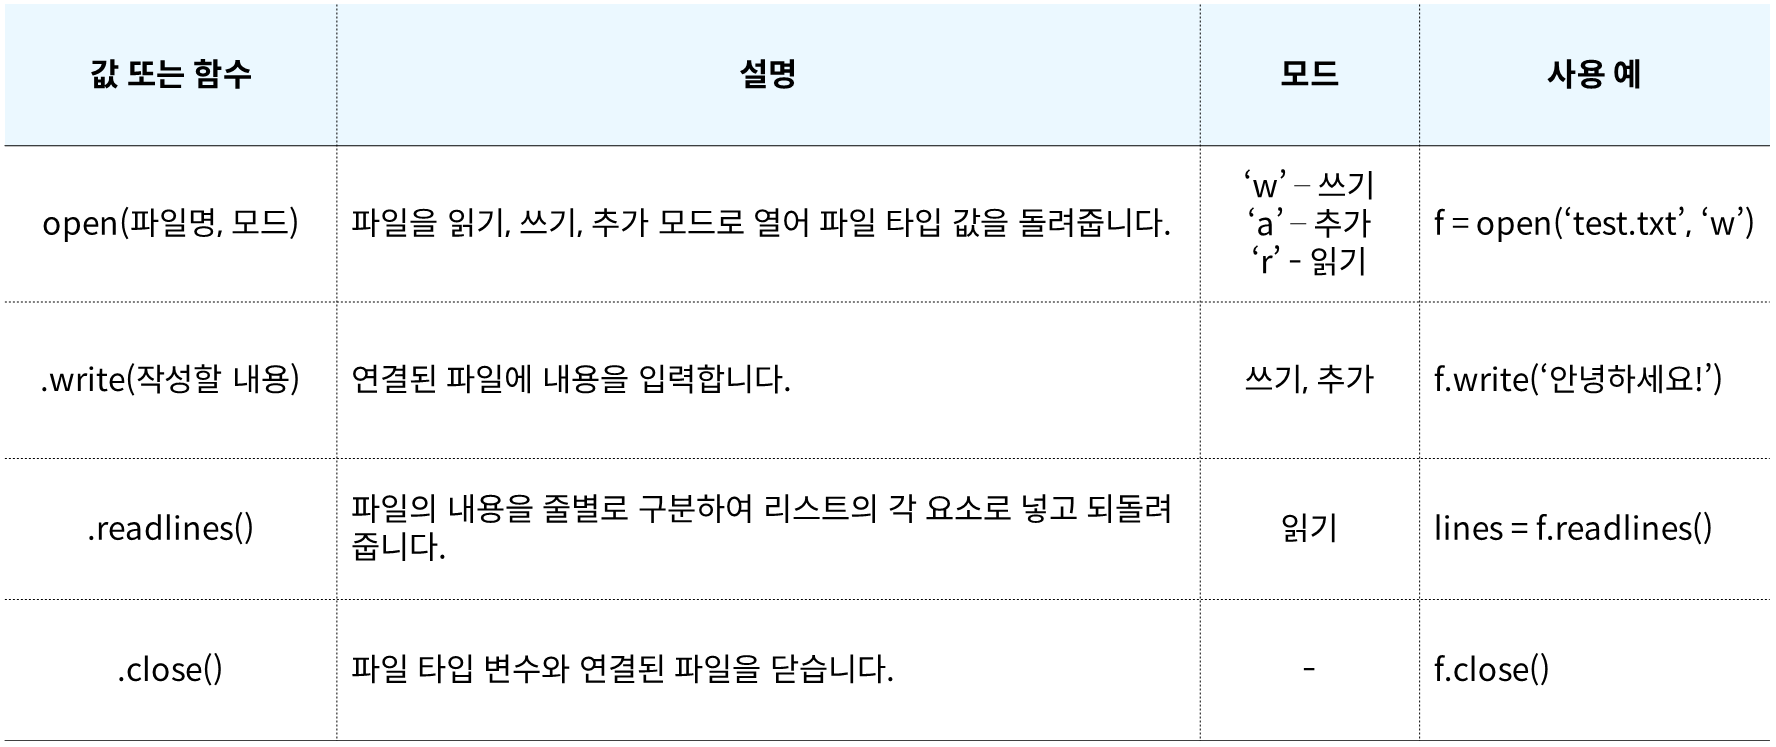 값 또는 함수 설명 모드 사용 예
open(파일명, 모드) 파일을 읽기, 쓰기, 추가 모드로 열어 파일 타입 값을 돌려줍니다. ‘w’ – 쓰기
‘a’ – 추가
‘r’ - 읽기 f = open(‘test.txt’, ‘w’)
.write(작성할 내용) 연결된 파일에 내용을 입력합니다. 쓰기, 추가 f.write(‘안녕하세요!’)
.readlines() 파일의 내용을 줄별로 구분하여 리스트의 각 요소로 넣고 되돌려
줍니다. 읽기 lines = f.readlines()
.close() 파일 타입 변수와 연결된 파일을 닫습니다. - f.close()